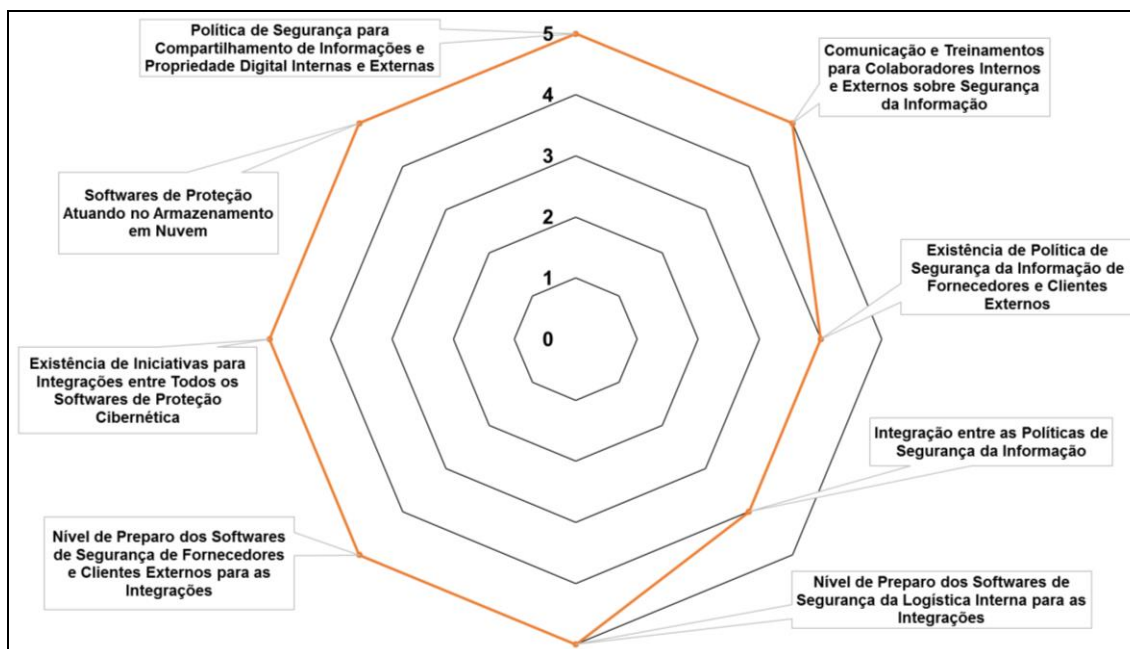 Política de Segurança para
Compartilhamento de Informações e
Propriedade Digital Internas e Externas
Comunicação e Treinamentos
para Colaboradores Internos
e Externos sobre Segurança
da Informação
Existência de Política de
Segurança da Informação de
Fornecedores e Clientes
Externos
Integração entre as Políticas de
Segurança da Informação
Nível de Preparo dos Softwares de
Segurança da Logística Interna para as
Integrações
Nível de Preparo dos Softwares
de Segurança de Fornecedores
e Clientes Externos para as
Integrações
Existência de Iniciativas para
Integrações entre Todos os
Softwares de Proteção
Cibernética
Softwares de Proteção
Atuando no Armazenamento
em Nuvem
5
4
3
2
1
0